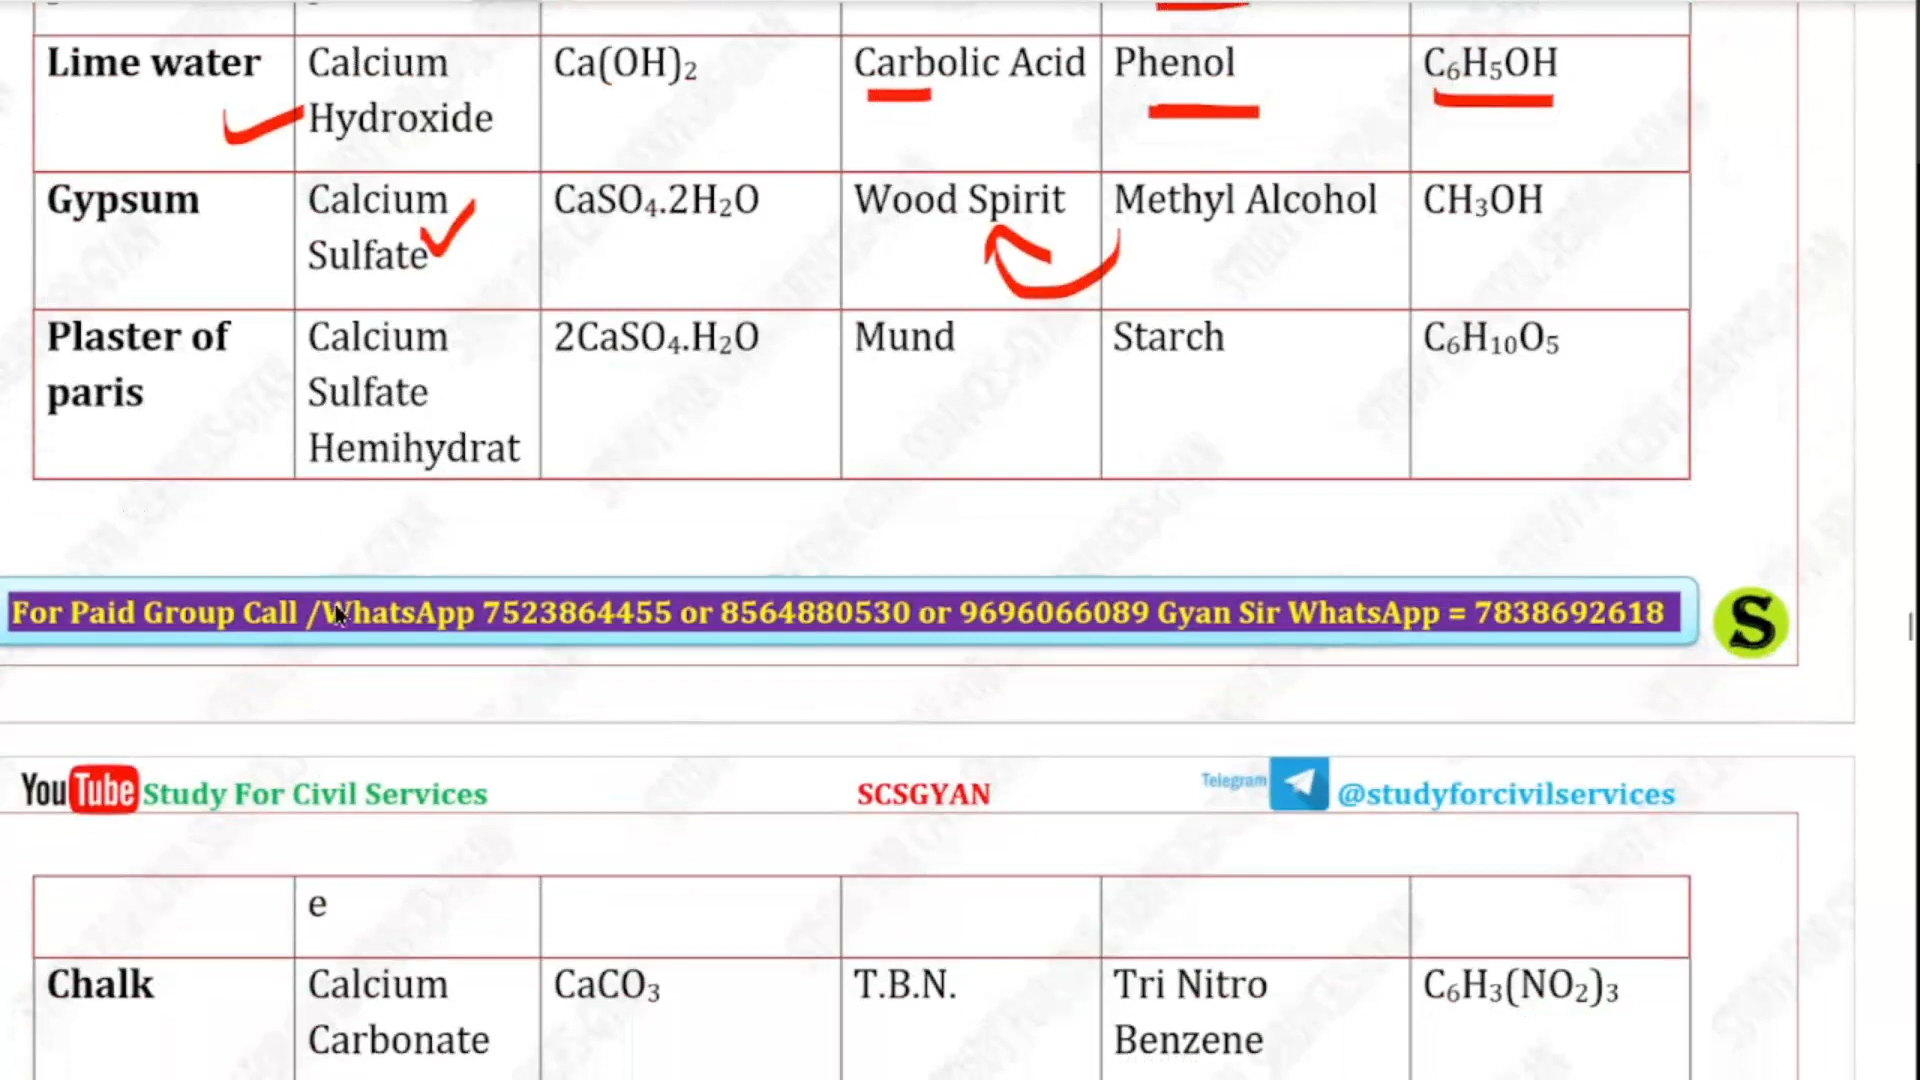 Lime water Calcium Ca(OH)₂ Carbolic Acid Phenol C₆H₅OH
Hydroxide
Gypsum Calcium CaSO₄.2H₂O Wood Spirit Methyl Alcohol CH₃OH
Sulfate
Plaster of Calcium 2CaSO₄.H₂O Mund Starch C₆H₁₀O₅
paris Sulfate
Hemihydrat
For Paid Group Call /WhatsApp 7523864455 or 8564880530 or 9696066089 Gyan Sir WhatsApp = 7838692618
S
YouTube Study For Civil Services SCSGYAN Telegram @studyforcivilservices
e
Chalk Calcium CaCO₃ T.B.N. Tri Nitro C₆H₃(NO₂)₃
Carbonate Benzene